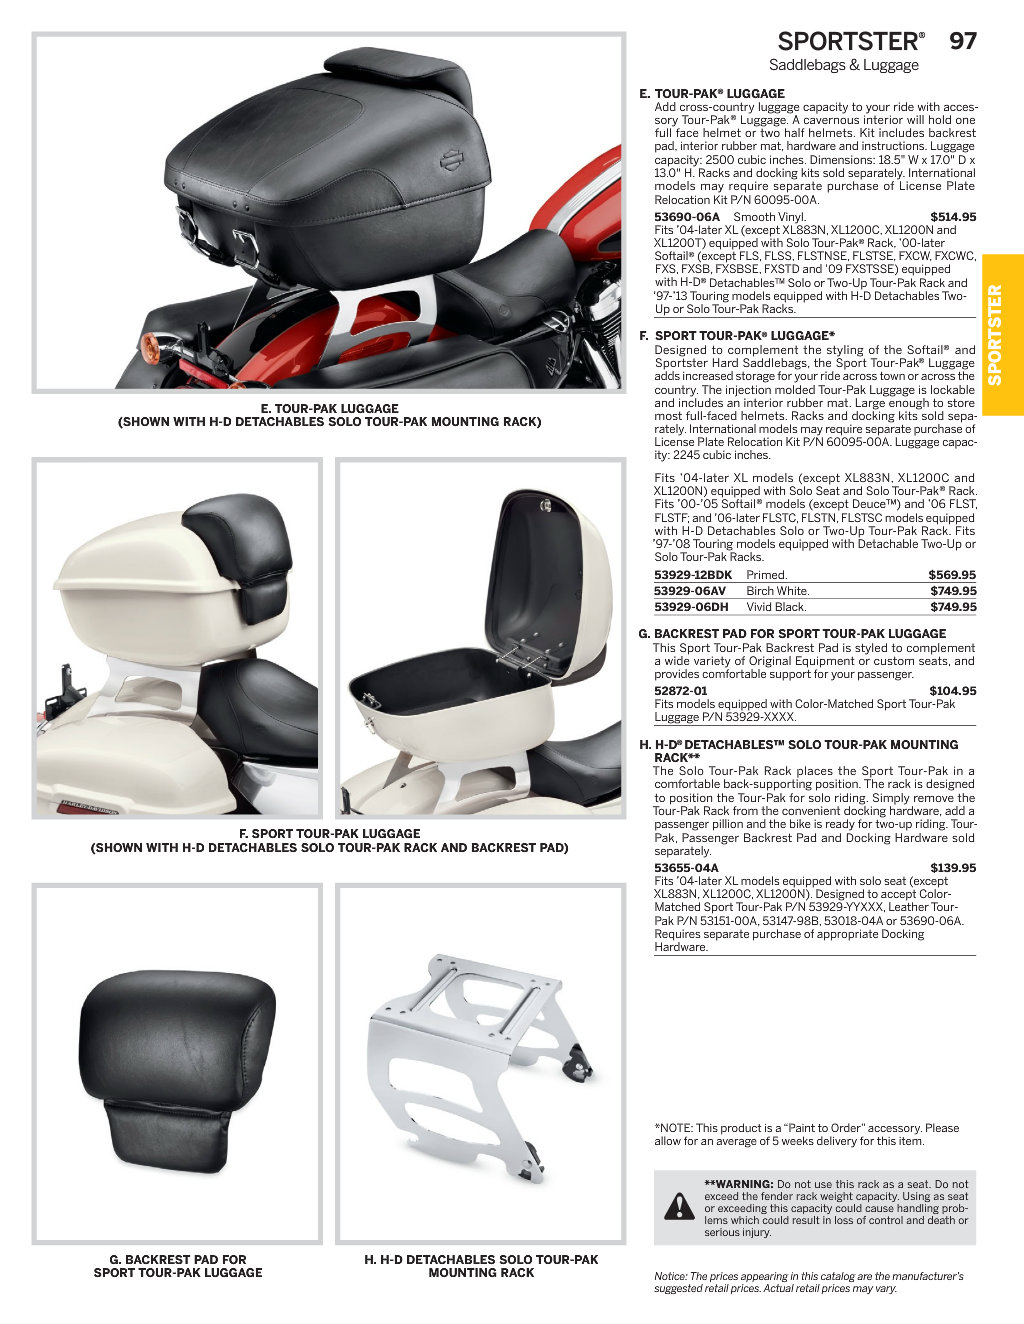 SPORTSTER® 97
Saddlebags & Luggage
E. TOUR-PAK® LUGGAGE
Add cross-country luggage capacity to your ride with acces-
sory Tour-Pak® Luggage. A cavernous interior will hold one
full face helmet or two half helmets. Kit includes backrest
pad, interior rubber mat, hardware and instructions. Luggage
capacity: 2500 cubic inches. Dimensions: 18.5" W x 17.0" D x
13.0" H. Racks and docking kits sold separately. International
models may require separate purchase of License Plate
Relocation Kit P/N 60095-00A.
53690-06A Smooth Vinyl. $514.95
Fits ’04-later XL (except XL883N, XL1200C, XL1200N and
XL1200T) equipped with Solo Tour-Pak® Rack, ’00-later
Softail® (except FLS, FLSS, FLSTNSE, FLSTSE, FXCW, FXCWC,
FXS, FXSB, FXSBSE, FXSTD and ’09 FXSTSSE) equipped
with H-D® Detachables™ Solo or Two-Up Tour-Pak Rack and
’97-’13 Touring models equipped with H-D Detachables Two-
Up or Solo Tour-Pak Racks.
F. SPORT TOUR-PAK® LUGGAGE*
Designed to complement the styling of the Softail® and
Sportster Hard Saddlebags, the Sport Tour-Pak® Luggage
adds increased storage for your ride across town or across the
country. The injection molded Tour-Pak Luggage is lockable
and includes an interior rubber mat. Large enough to store
most full-faced helmets. Racks and docking kits sold sepa-
rately. International models may require separate purchase of
License Plate Relocation Kit P/N 60095-00A. Luggage capac-
ity: 2245 cubic inches.
Fits ’04-later XL models (except XL883N, XL1200C and
XL1200N) equipped with Solo Seat and Solo Tour-Pak® Rack.
Fits ’00-’05 Softail® models (except Deuce™) and ’06 FLST,
FLSTF; and ’06-later FLSTC, FLSTN, FLSTSC models equipped
with H-D Detachables Solo or Two-Up Tour-Pak Rack. Fits
’97-’08 Touring models equipped with Detachable Two-Up or
Solo Tour-Pak Racks.
53929-12BDK Primed. $569.95
53929-06AV Birch White. $749.95
53929-06DH Vivid Black. $749.95
G. BACKREST PAD FOR SPORT TOUR-PAK LUGGAGE
This Sport Tour-Pak Backrest Pad is styled to complement
a wide variety of Original Equipment or custom seats, and
provides comfortable support for your passenger.
52872-01 $104.95
Fits models equipped with Color-Matched Sport Tour-Pak
Luggage P/N 53929-XXXX.
H. H-D® DETACHABLES™ SOLO TOUR-PAK MOUNTING
RACK**
The Solo Tour-Pak Rack places the Sport Tour-Pak in a
comfortable back-supporting position. The rack is designed
to position the Tour-Pak for solo riding. Simply remove the
Tour-Pak Rack from the convenient docking hardware, add a
passenger pillion and the bike is ready for two-up riding. Tour-
Pak, Passenger Backrest Pad and Docking Hardware sold
separately.
53655-04A $139.95
Fits ’04-later XL models equipped with solo seat (except
XL883N, XL1200C, XL1200N). Designed to accept Color-
Matched Sport Tour-Pak P/N 53929-YYXXX, Leather Tour-
Pak P/N 53151-00A, 53147-98B, 53018-04A or 53690-06A.
Requires separate purchase of appropriate Docking
Hardware.
*NOTE: This product is a “Paint to Order” accessory. Please
allow for an average of 5 weeks delivery for this item.
**WARNING: Do not use this rack as a seat. Do not
exceed the fender rack weight capacity. Using as seat
or exceeding this capacity could cause handling prob-
lems which could result in loss of control and death or
serious injury.
Notice: The prices appearing in this catalog are the manufacturer’s
suggested retail prices. Actual retail prices may vary.
SPORTSTER
E. TOUR-PAK LUGGAGE
(SHOWN WITH H-D DETACHABLES SOLO TOUR-PAK MOUNTING RACK)
F. SPORT TOUR-PAK LUGGAGE
(SHOWN WITH H-D DETACHABLES SOLO TOUR-PAK RACK AND BACKREST PAD)
G. BACKREST PAD FOR
SPORT TOUR-PAK LUGGAGE
H. H-D DETACHABLES SOLO TOUR-PAK
MOUNTING RACK